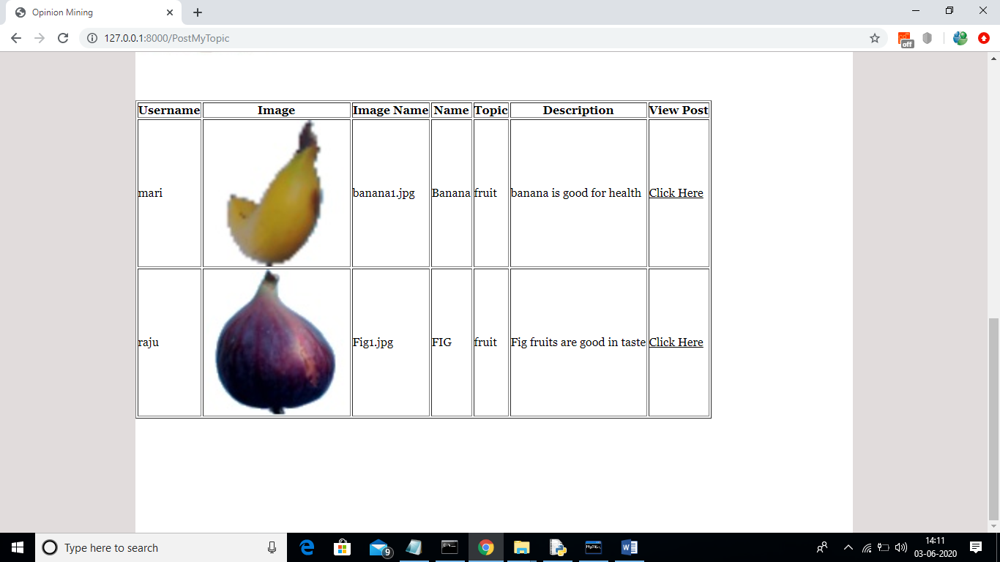 Opinion Mining
127.0.0.1:8000/PostMyTopic
off
Username Image Image Name Name Topic Description View Post
mari banana1.jpg Banana fruit banana is good for health Click Here
raju Fig1.jpg FIG fruit Fig fruits are good in taste Click Here
Type here to search
9
14:11
03-06-2020